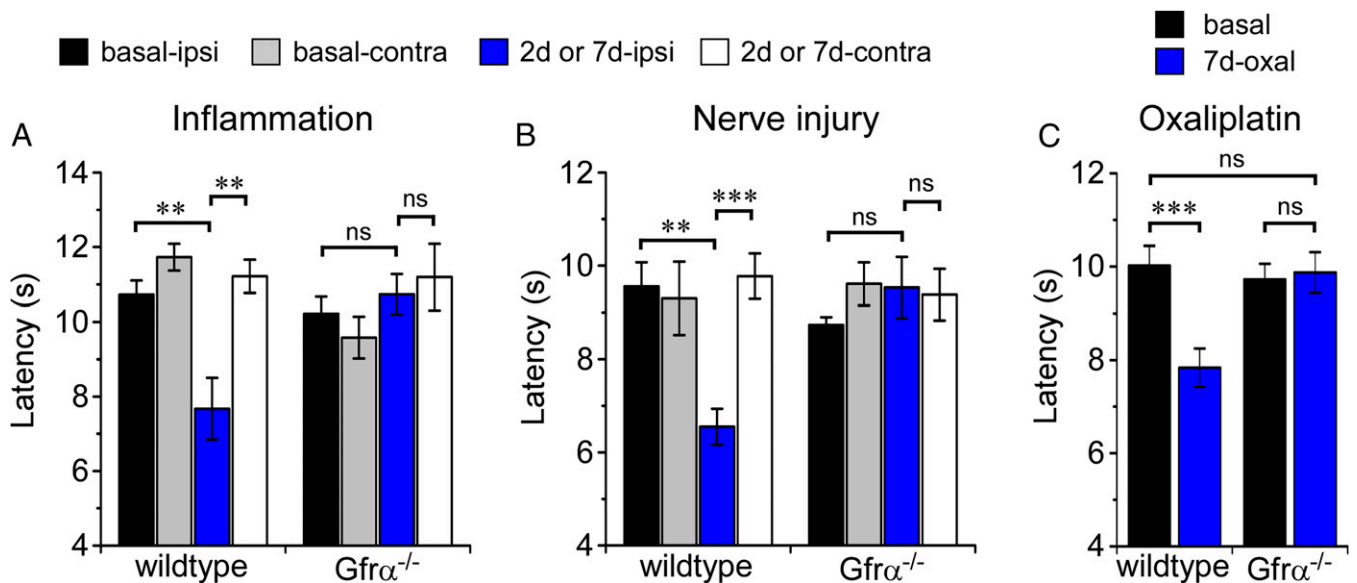 basal-ipsi basal-contra 2d or 7d-ipsi 2d or 7d-contra
basal
7d-oxal
A Inflammation
14
12
10
8
6
4
Latency (s)
** ** ns ns
wildtype Gfrα⁻/⁻
B Nerve injury
12
10
8
6
4
Latency (s)
** *** ns ns
wildtype Gfrα⁻/⁻
C Oxaliplatin
12
10
8
6
4
Latency (s)
ns
*** ns
wildtype Gfrα⁻/⁻